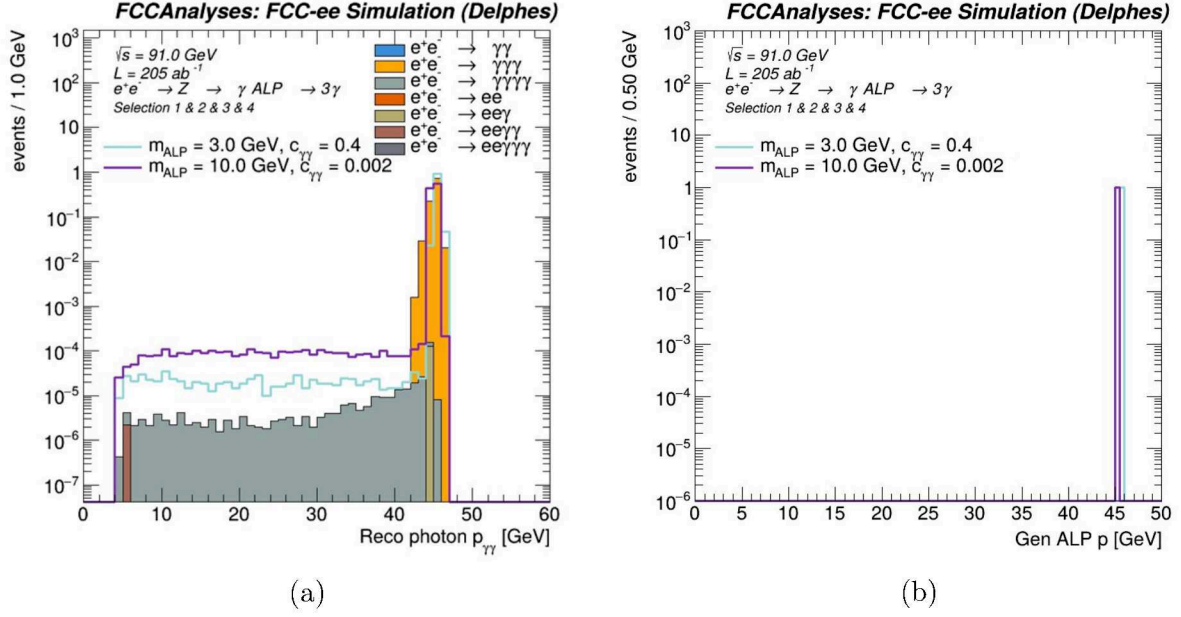 FCCAnalyses: FCC-ee Simulation (Delphes)
events / 1.0 GeV
10³
10²
10
1
10⁻¹
10⁻²
10⁻³
10⁻⁴
10⁻⁵
10⁻⁶
10⁻⁷
√s = 91.0 GeV
L = 205 ab⁻¹
e⁺e⁻ → Z → γ ALP → 3γ
Selection 1 & 2 & 3 & 4
m_ALP = 3.0 GeV, c_γγ = 0.4
m_ALP = 10.0 GeV, c_γγ = 0.002
e⁺e⁻ → γγ
e⁺e⁻ → γγγ
e⁺e⁻ → γγγγ
e⁺e⁻ → ee
e⁺e⁻ → eeγ
e⁺e⁻ → eeγγ
e⁺e⁻ → eeγγγ
0 10 20 30 40 50 60
Reco photon p_γγ [GeV]
(a)
FCCAnalyses: FCC-ee Simulation (Delphes)
events / 0.50 GeV
10³
10²
10
1
10⁻¹
10⁻²
10⁻³
10⁻⁴
10⁻⁵
10⁻⁶
√s = 91.0 GeV
L = 205 ab⁻¹
e⁺e⁻ → Z → γ ALP → 3γ
Selection 1 & 2 & 3 & 4
m_ALP = 3.0 GeV, c_γγ = 0.4
m_ALP = 10.0 GeV, c_γγ = 0.002
0 5 10 15 20 25 30 35 40 45 50
Gen ALP p [GeV]
(b)